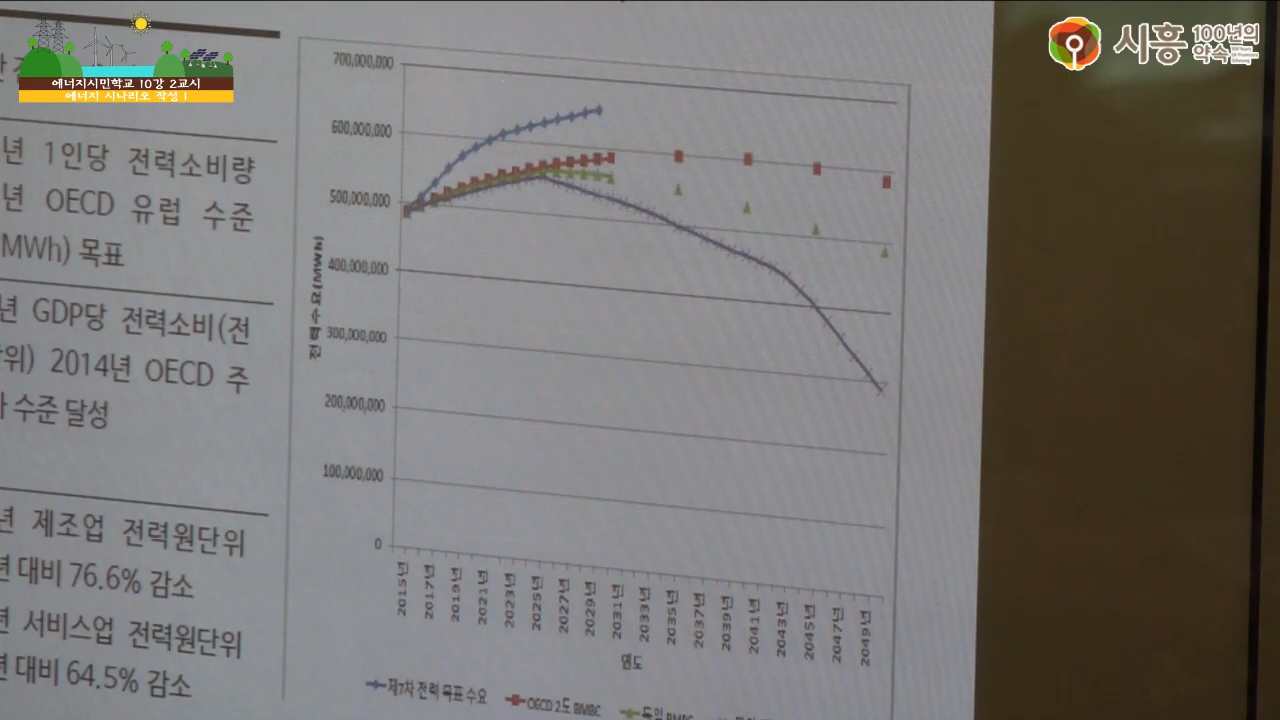 에너지시민학교 10강 2교시
에너지 시나리오 작성 I
시흥 100년의 약속
년 1인당 전력소비량
년 OECD 유럽 수준
MWh) 목표
년 GDP당 전력소비(전
위) 2014년 OECD 주
수준 달성
년 제조업 전력원단위
년 대비 76.6% 감소
년 서비스업 전력원단위
년 대비 64.5% 감소
700,000,000
600,000,000
500,000,000
400,000,000
300,000,000
200,000,000
100,000,000
0
전력수요(MWh)
2015년
2017년
2019년
2021년
2023년
2025년
2027년
2029년
2031년
2033년
2035년
2037년
2039년
2041년
2043년
2045년
2047년
2049년
연도
제7차 전력 목표 수요
OECD 2도 BMBC
독일